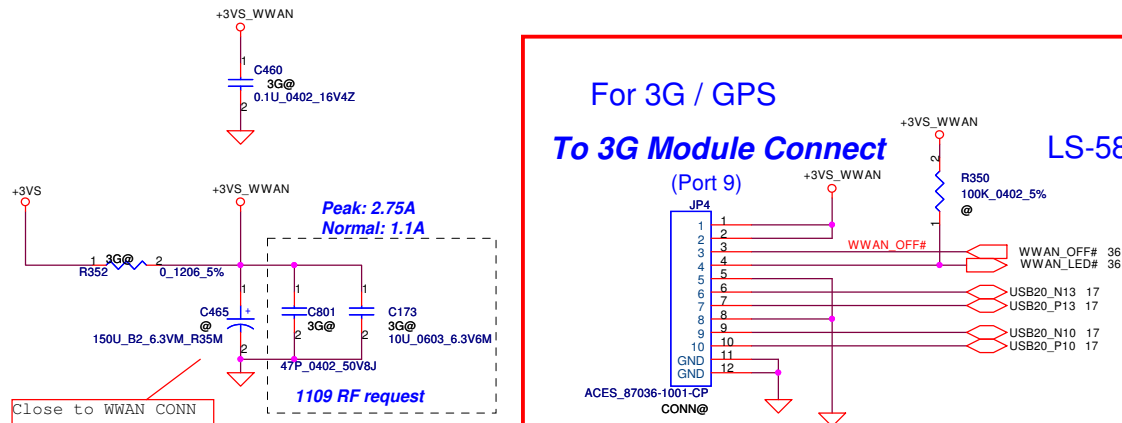 +3VS_WWAN
1
C460
3G@
0.1U_0402_16V4Z
2
+3VS
+3VS_WWAN
Peak: 2.75A
Normal: 1.1A
1 3G@ 2
R352 0_1206_5%
1 1 1
C465 + C801 C173
@ 3G@ 3G@
150U_B2_6.3VM_R35M 10U_0603_6.3V6M
2 2 2
47P_0402_50V8J
1109 RF request
Close to WWAN CONN
For 3G / GPS
To 3G Module Connect LS-58
(Port 9)
+3VS_WWAN
+3VS_WWAN
2
R350
100K_0402_5%
@
1
JP4
1 1
2 2
3 3 WWAN_OFF# WWAN_OFF# 36
4 4 WWAN_LED# 36
5 5
6 6 USB20_N13 17
7 7 USB20_P13 17
8 8
9 9 USB20_N10 17
10 10 USB20_P10 17
GND 11
GND 12
ACES_87036-1001-CP
CONN@